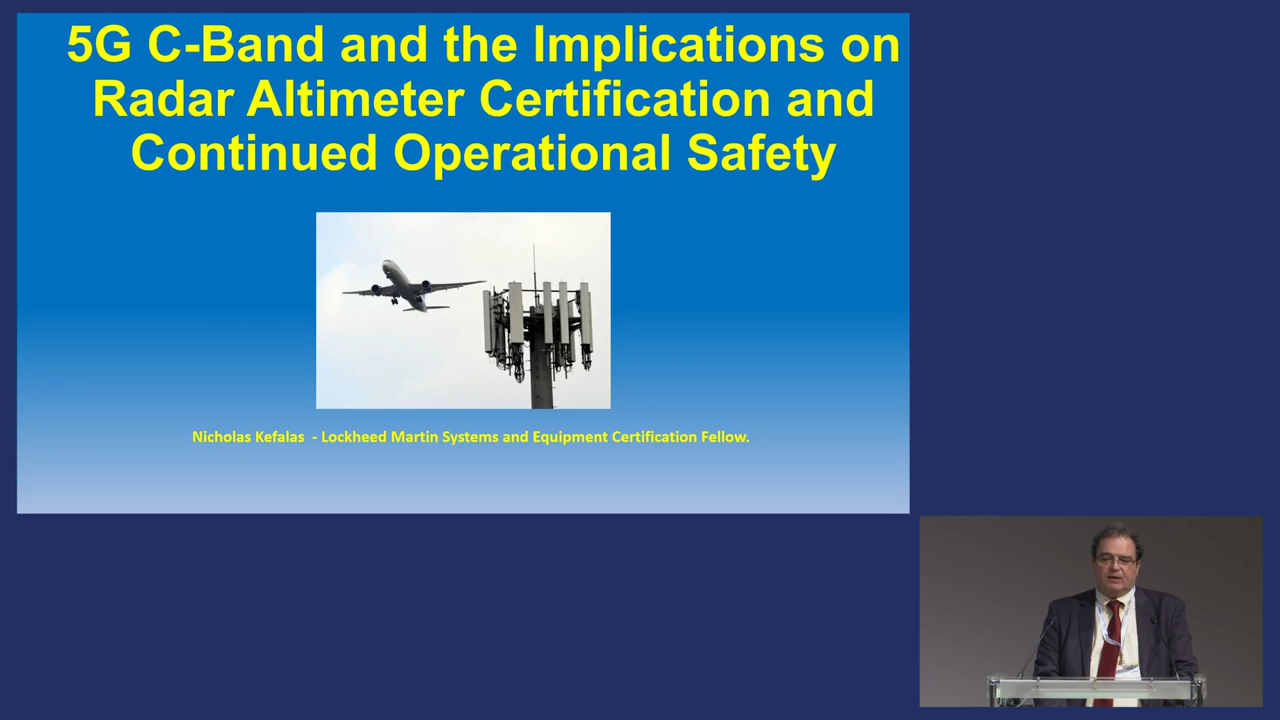 5G C-Band and the Implications on
Radar Altimeter Certification and
Continued Operational Safety
Nicholas Kefalas - Lockheed Martin Systems and Equipment Certification Fellow.